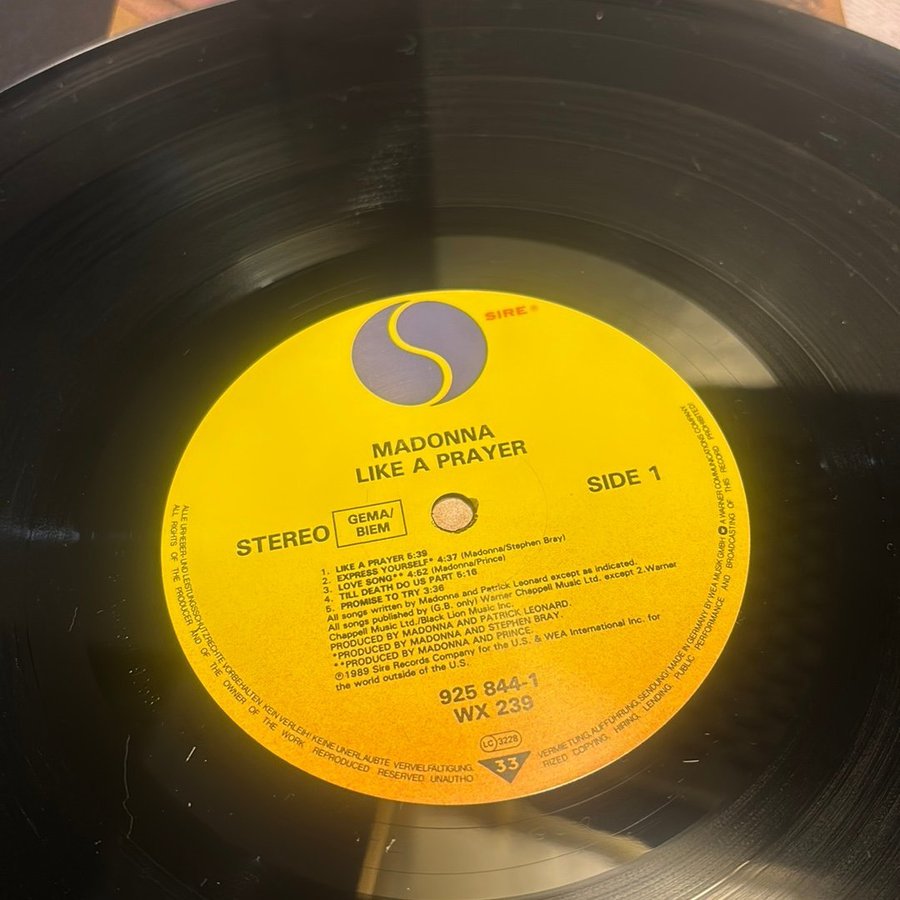 SIRE®
MADONNA
LIKE A PRAYER
SIDE 1
STEREO
GEMA/
BIEM
1. LIKE A PRAYER 5:39
2. EXPRESS YOURSELF* 4:37 (Madonna/Stephen Bray)
3. LOVE SONG** 4:52 (Madonna/Prince)
4. TILL DEATH DO US PART 5:16
5. PROMISE TO TRY 3:36
All songs written by Madonna and Patrick Leonard except as indicated.
All songs published by (G.B. only) Warner Chappell Music Ltd. except 2.Warner
Chappell Music Ltd./Black Lion Music Inc.
PRODUCED BY MADONNA AND PATRICK LEONARD.
*PRODUCED BY MADONNA AND STEPHEN BRAY.
**PRODUCED BY MADONNA AND PRINCE.
℗1989 Sire Records Company for the U.S. & WEA International Inc. for
the world outside of the U.S.
925 844-1
WX 239
LC 3228
33
ALLE URHEBER-UND LEISTUNGSSCHUTZRECHTE VORBEHALTEN. KEIN VERLEIH! KEINE UNERLAUBTE VERVIELFÄLTIGUNG, VERMIETUNG, AUFFÜHRUNG, SENDUNG! MADE IN GERMANY BY WEA MUSIK GMBH A WARNER COMMUNICATIONS COMPANY
ALL RIGHTS OF THE PRODUCER AND OF THE OWNER OF THE WORK REPRODUCED RESERVED. UNAUTHORIZED COPYING, HIRING, LENDING, PUBLIC PERFORMANCE AND BROADCASTING OF THIS RECORD PROHIBITED!